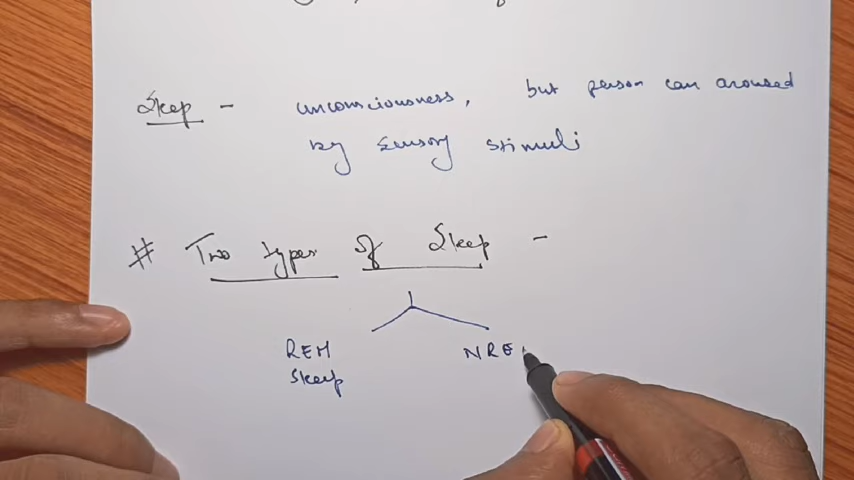 Sleep - unconsciousness, but person can aroused
by sensory stimuli
# Two types of Sleep -
REM NRE
Sleep